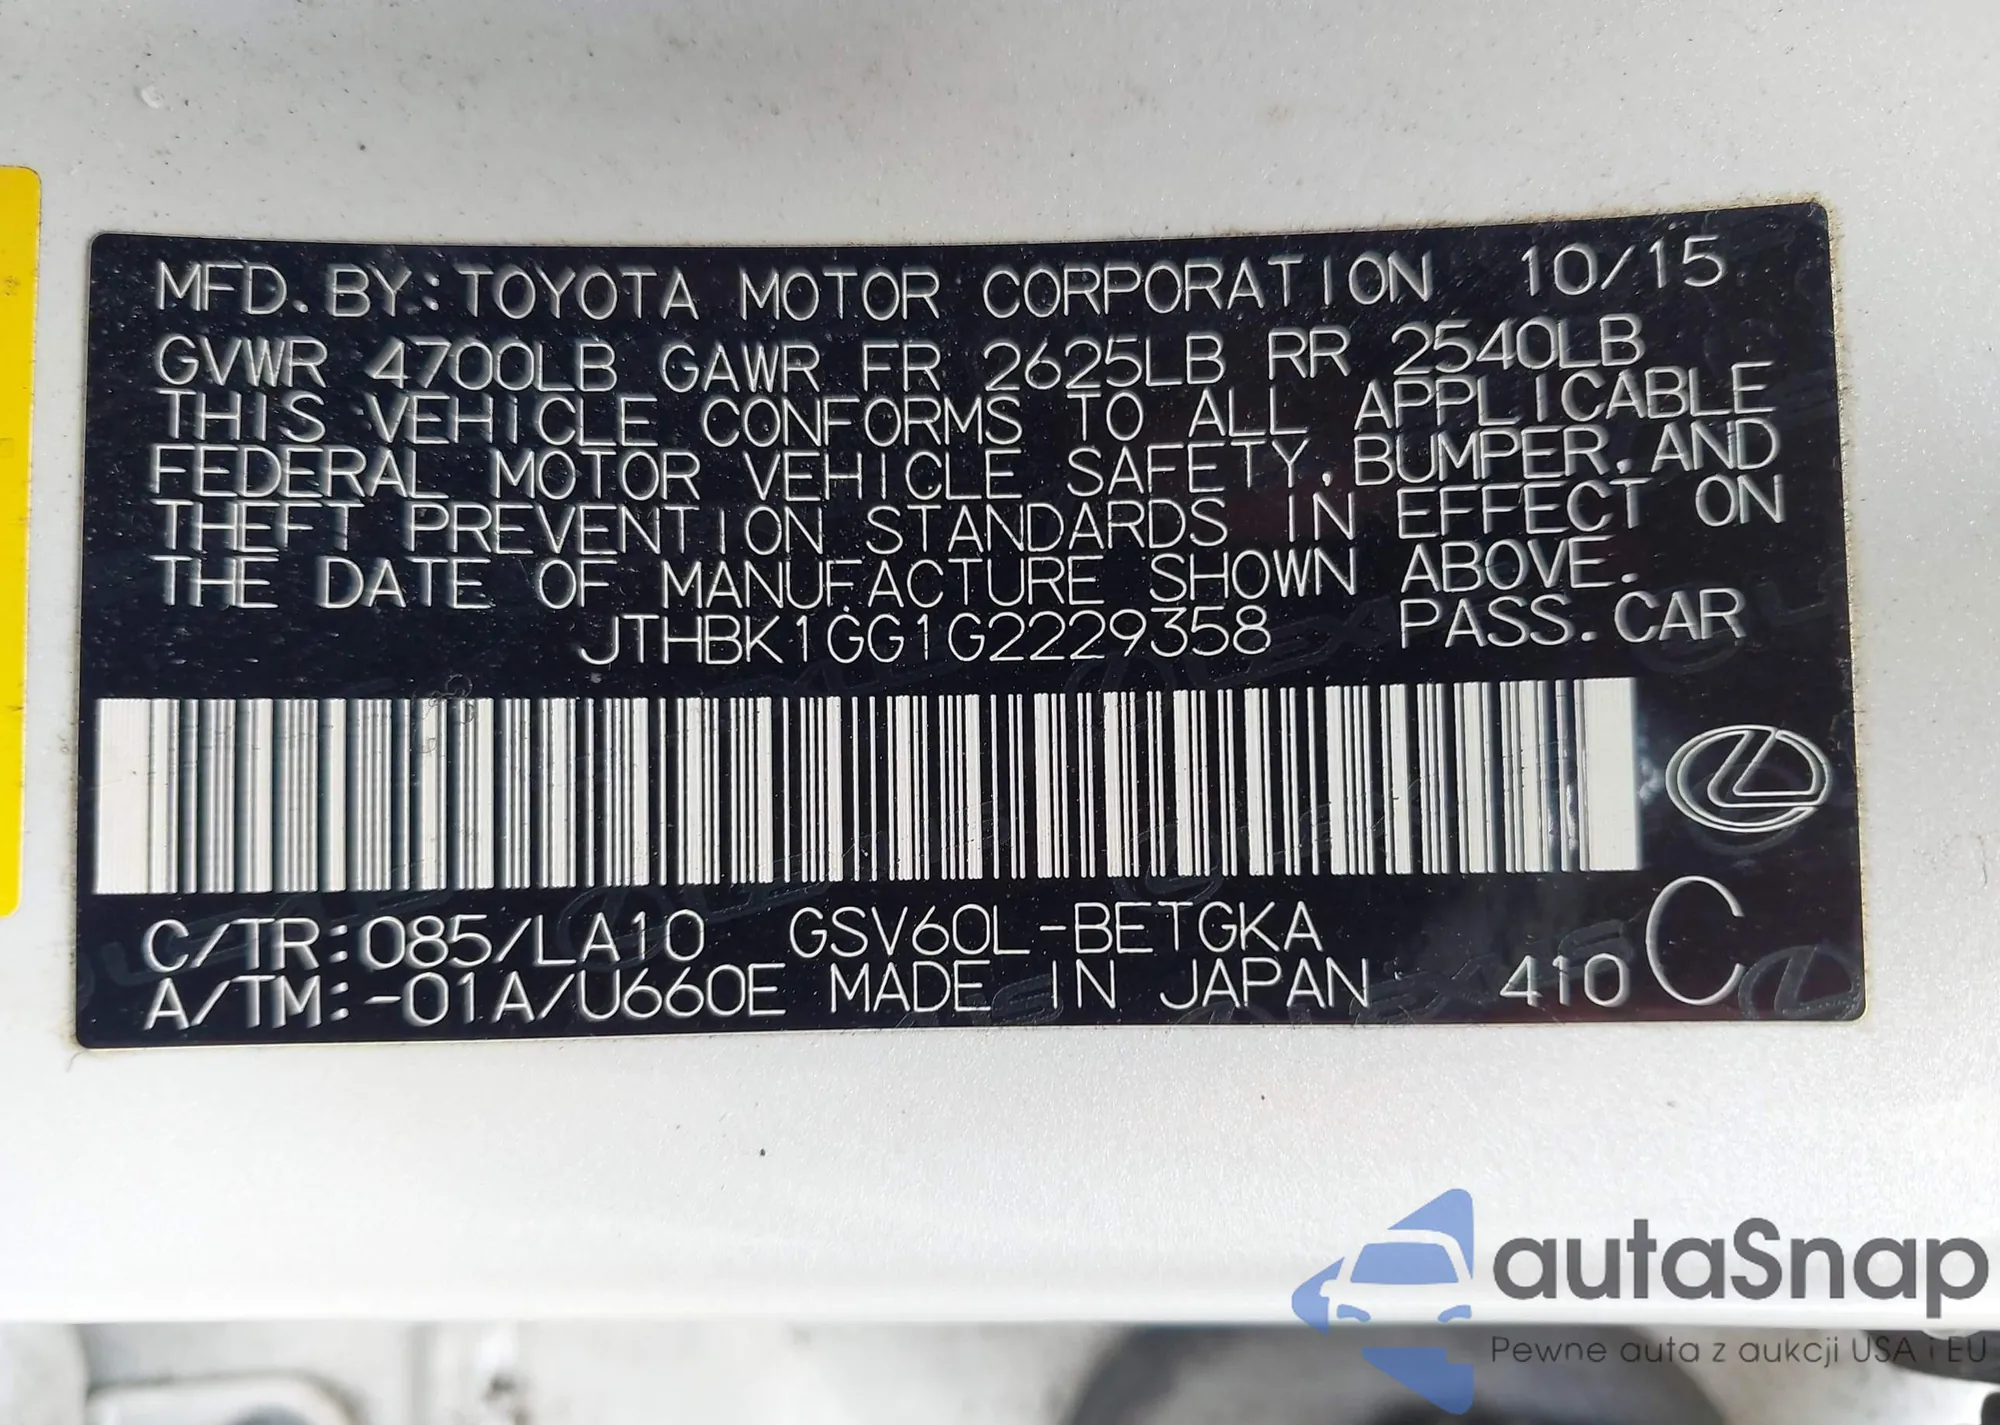 MFD. BY: TOYOTA MOTOR CORPORATION 10/15
GVWR 4700LB GAWR FR 2625LB RR 2540LB
THIS VEHICLE CONFORMS TO ALL APPLICABLE
FEDERAL MOTOR VEHICLE SAFETY, BUMPER, AND
THEFT PREVENTION STANDARDS IN EFFECT ON
THE DATE OF MANUFACTURE SHOWN ABOVE.
JTHBK1GG1G2229358 PASS. CAR
C/TR:085/LA10 GSV60L-BETGKA
A/TM:-01A/U660E MADE IN JAPAN 410 C
autaSnap
Pewne auta z aukcji USA i EU